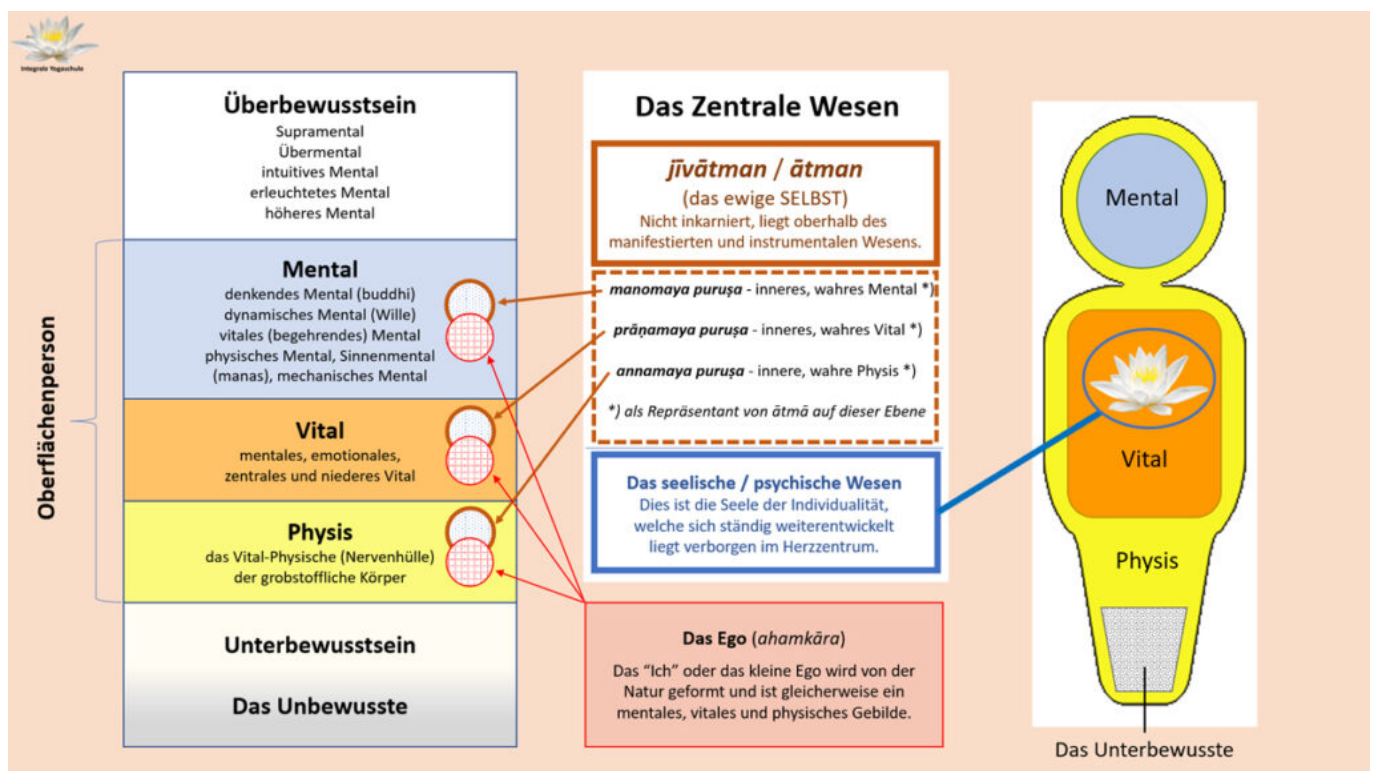 Integrale Yogaschule
Oberflächenperson
Überbewusstsein
Supramental
Übermental
intuitives Mental
erleuchtetes Mental
höheres Mental
Mental
denkendes Mental (buddhi)
dynamisches Mental (Wille)
vitales (begehrendes) Mental
physisches Mental, Sinnenmental
(manas), mechanisches Mental
Vital
mentales, emotionales,
zentrales und niederes Vital
Physis
das Vital-Physische (Nervenhülle)
der grobstoffliche Körper
Unterbewusstsein
Das Unbewusste
Das Zentrale Wesen
jīvātman / ātman
(das ewige SELBST)
Nicht inkarniert, liegt oberhalb des
manifestierten und instrumentalen Wesens.
manomaya puruṣa - inneres, wahres Mental *)
prāṇamaya puruṣa - inneres, wahres Vital *)
annamaya puruṣa - innere, wahre Physis *)
*) als Repräsentant von ātmā auf dieser Ebene
Das seelische / psychische Wesen
Dies ist die Seele der Individualität,
welche sich ständig weiterentwickelt
liegt verborgen im Herzzentrum.
Das Ego (ahamkāra)
Das “Ich” oder das kleine Ego wird von der
Natur geformt und ist gleicherweise ein
mentales, vitales und physisches Gebilde.
Mental
Vital
Physis
Das Unterbewusste